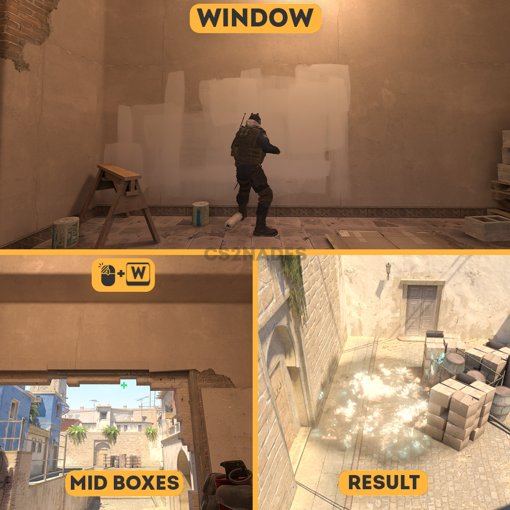 WINDOW
CS2NADES
+ W
MID BOXES
RESULT